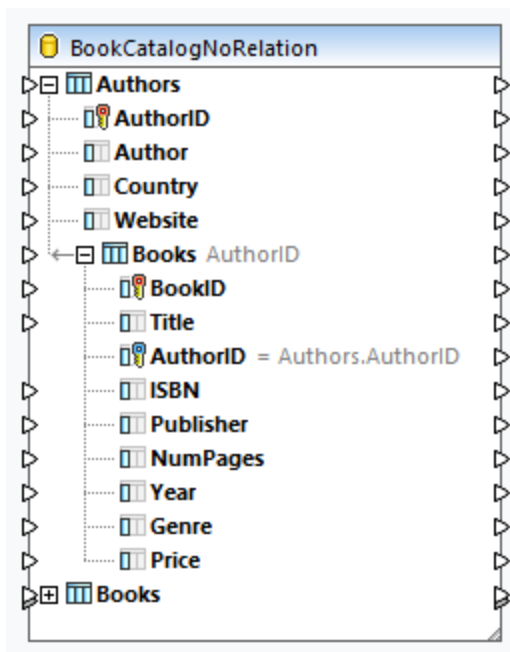 BookCatalogNoRelation
Authors
AuthorID
Author
Country
Website
Books AuthorID
BookID
Title
AuthorID = Authors.AuthorID
ISBN
Publisher
NumPages
Year
Genre
Price
Books